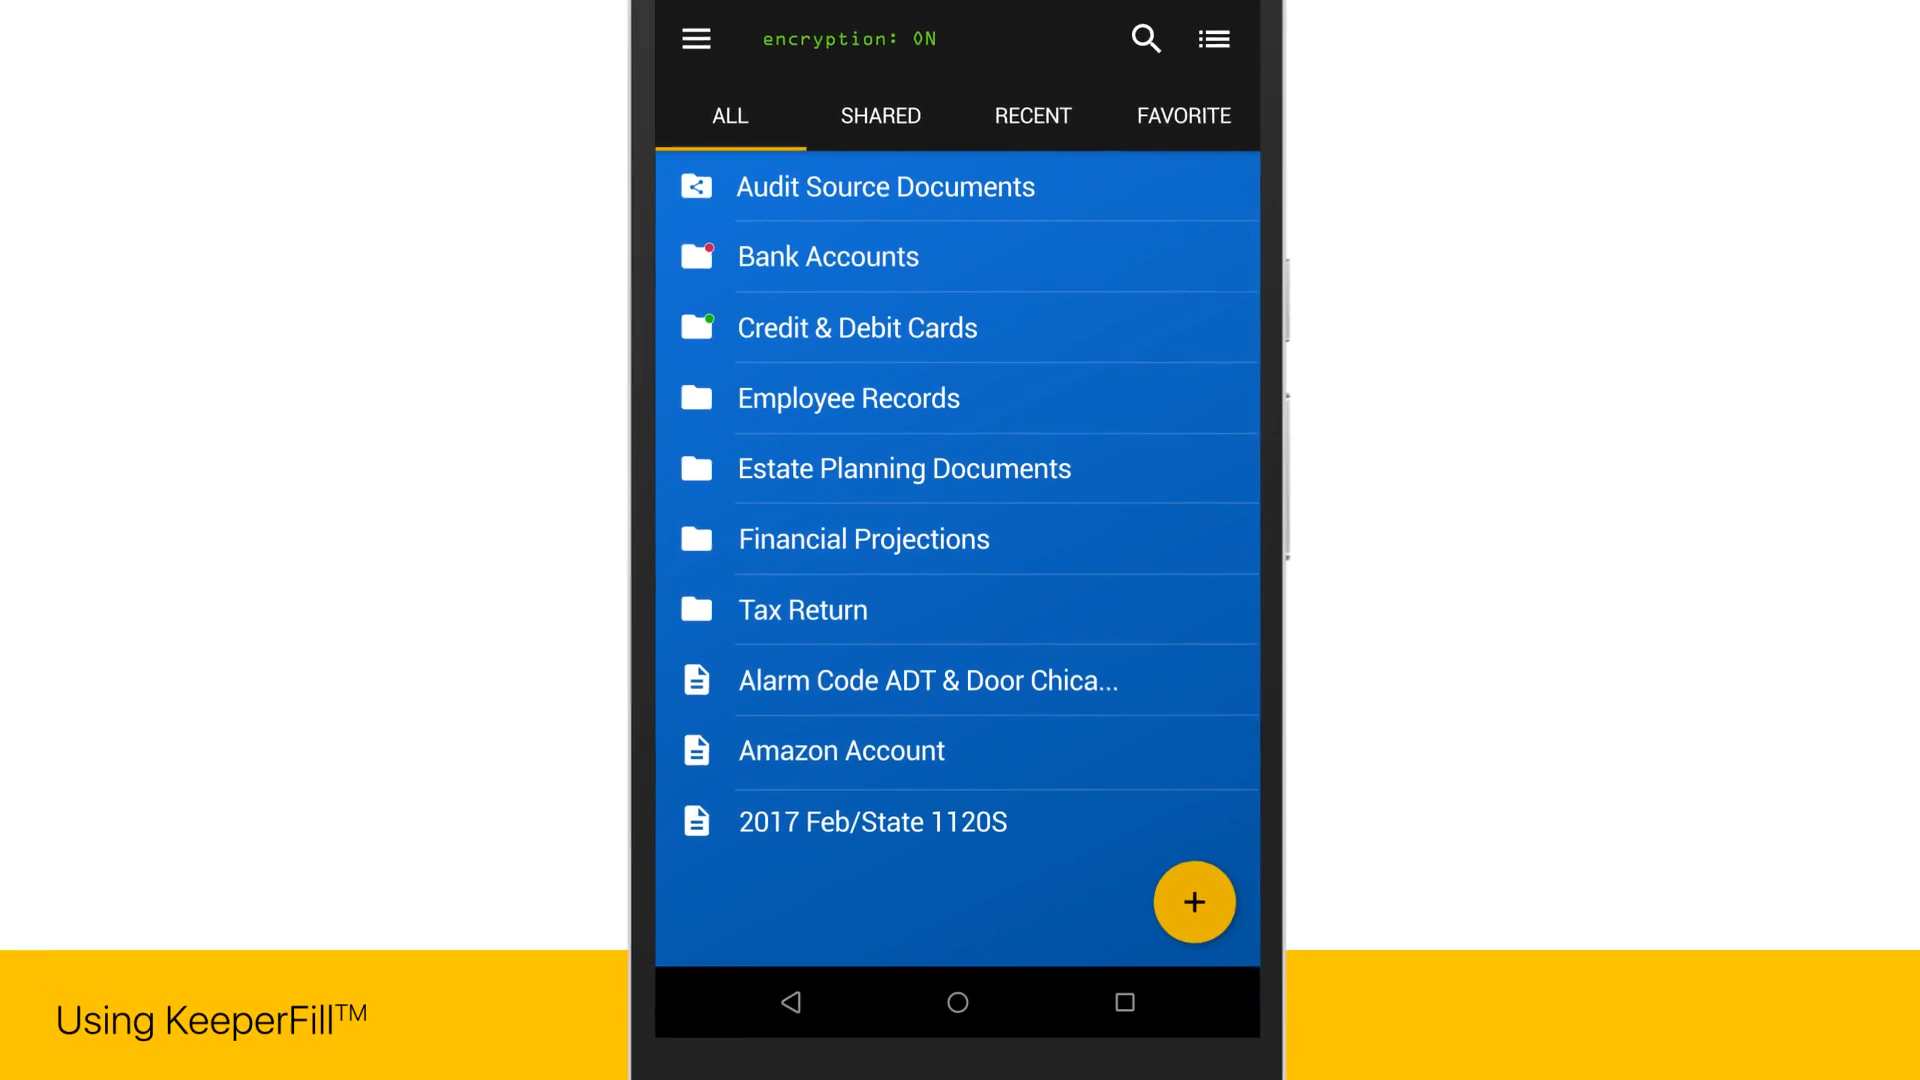 encryption: ON
ALL SHARED RECENT FAVORITE
Audit Source Documents
Bank Accounts
Credit & Debit Cards
Employee Records
Estate Planning Documents
Financial Projections
Tax Return
Alarm Code ADT & Door Chica...
Amazon Account
2017 Feb/State 1120S
Using KeeperFill™